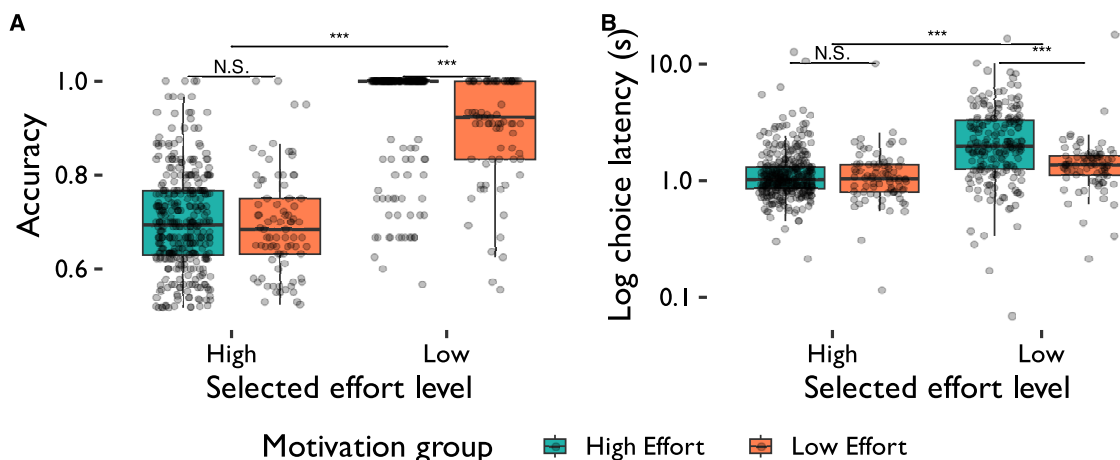 A
***
N.S.
***
1.0
0.8
0.6
Accuracy
High
Low
Selected effort level
B
***
N.S.
***
10.0
1.0
0.1
Log choice latency (s)
High
Low
Selected effort level
Motivation group
High Effort
Low Effort